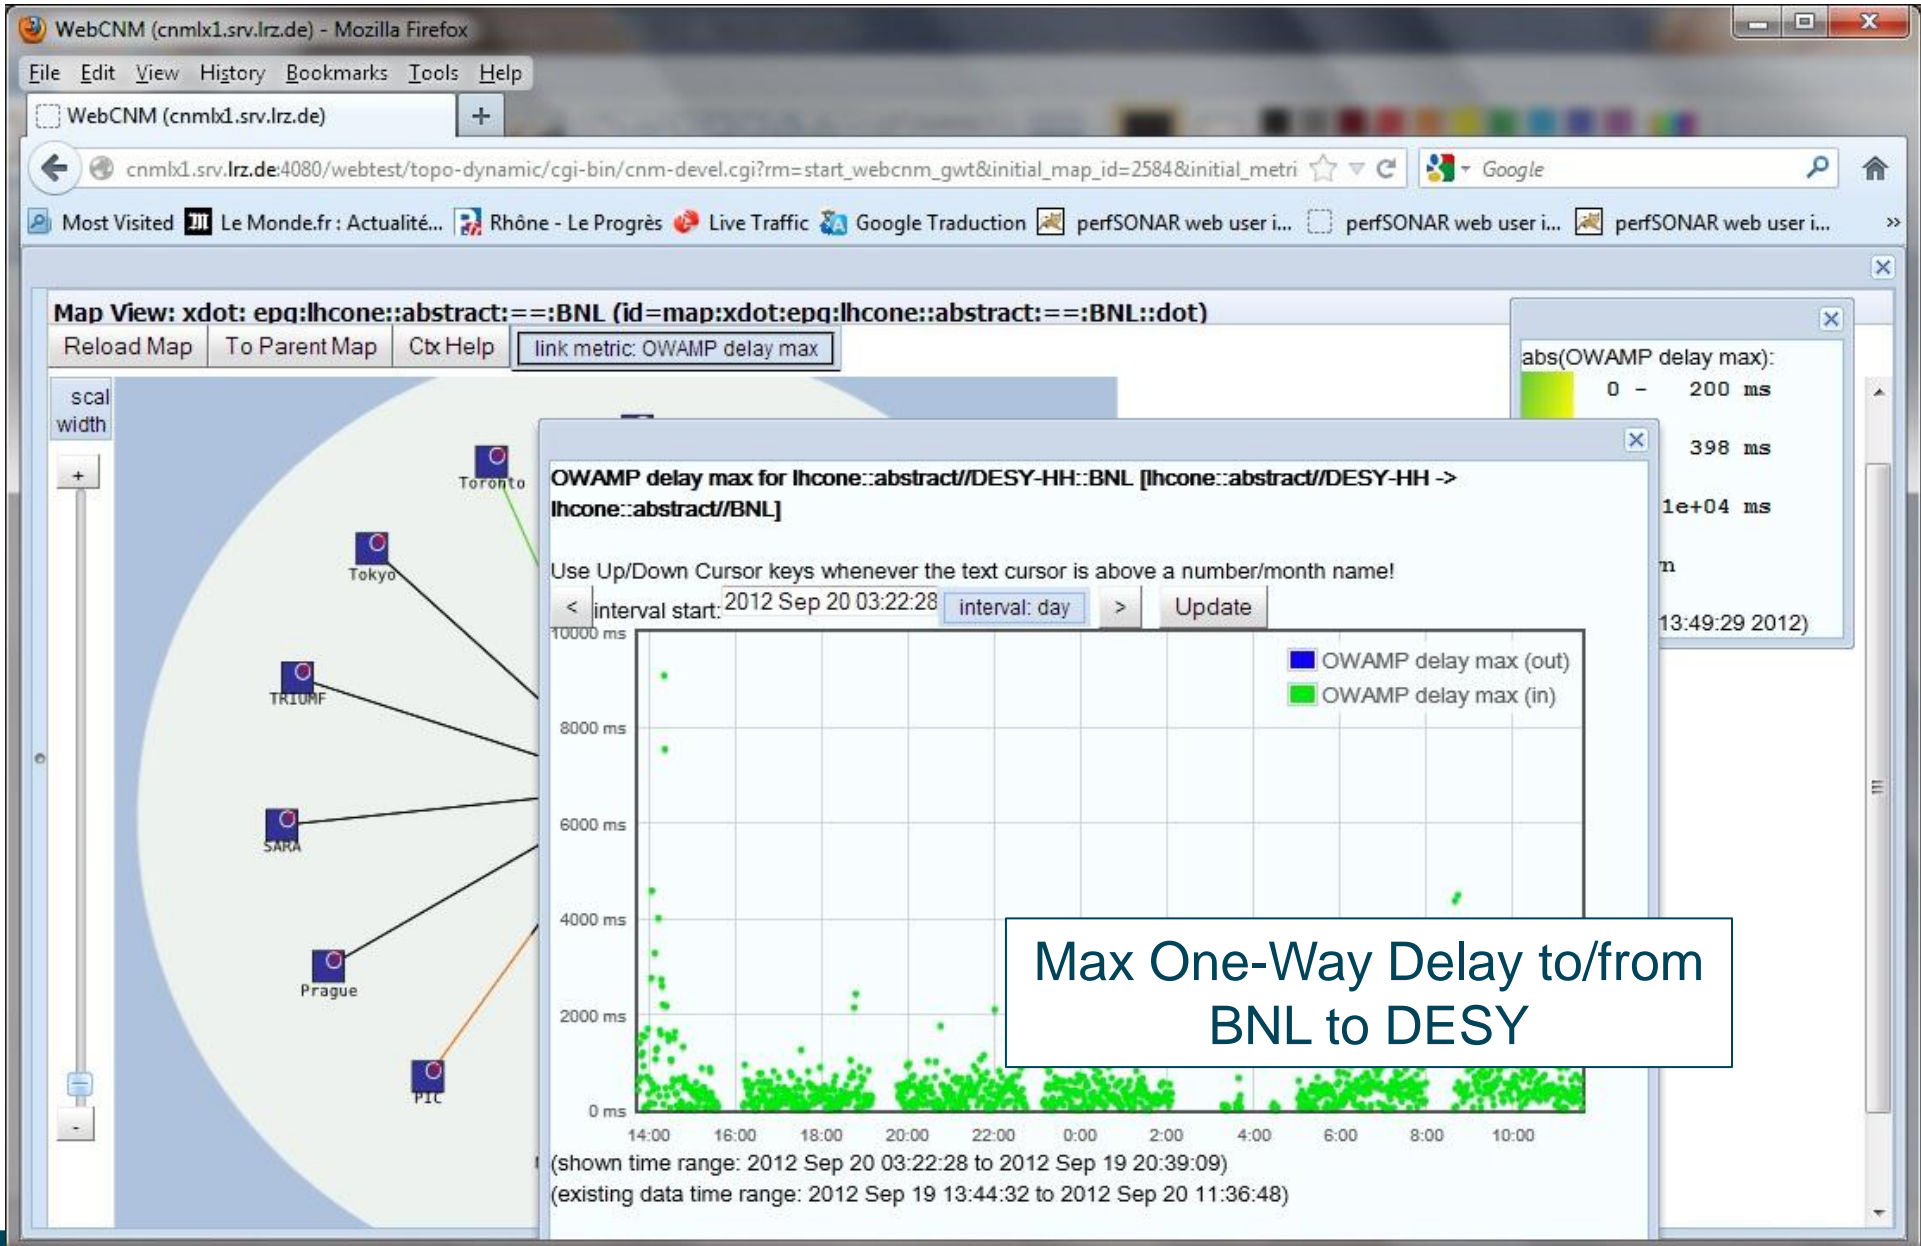 WebCNM (cnmlx1.srv.lrz.de) - Mozilla Firefox
File Edit View History Bookmarks Tools Help
WebCNM (cnmlx1.srv.lrz.de)
cnmlx1.srv.lrz.de:4080/webtest/topo-dynamic/cgi-bin/cnm-devel.cgi?rm=start_webcnm_gwt&initial_map_id=2584&initial_metri
Google
Most Visited Le Monde.fr : Actualité... Rhône - Le Progrès Live Traffic Google Traduction perfSONAR web user i... perfSONAR web user i... perfSONAR web user i... »
Map View: xdot: epq:lhcone::abstract:==:BNL (id=map:xdot:epq:lhcone::abstract:==:BNL::dot)
Reload Map To Parent Map Ctx Help link metric: OWAMP delay max
scal
width
+
-
Toronto
Tokyo
TRIUMF
SARA
Prague
PIC
abs(OWAMP delay max):
0 - 200 ms
398 ms
1e+04 ms
n
13:49:29 2012)
OWAMP delay max for lhcone::abstract//DESY-HH::BNL [lhcone::abstract//DESY-HH ->
lhcone::abstract//BNL]
Use Up/Down Cursor keys whenever the text cursor is above a number/month name!
< interval start: 2012 Sep 20 03:22:28 interval: day > Update
10000 ms
8000 ms
6000 ms
4000 ms
2000 ms
0 ms
OWAMP delay max (out)
OWAMP delay max (in)
14:00 16:00 18:00 20:00 22:00 0:00 2:00 4:00 6:00 8:00 10:00
(shown time range: 2012 Sep 20 03:22:28 to 2012 Sep 19 20:39:09)
(existing data time range: 2012 Sep 19 13:44:32 to 2012 Sep 20 11:36:48)
Max One-Way Delay to/from
BNL to DESY